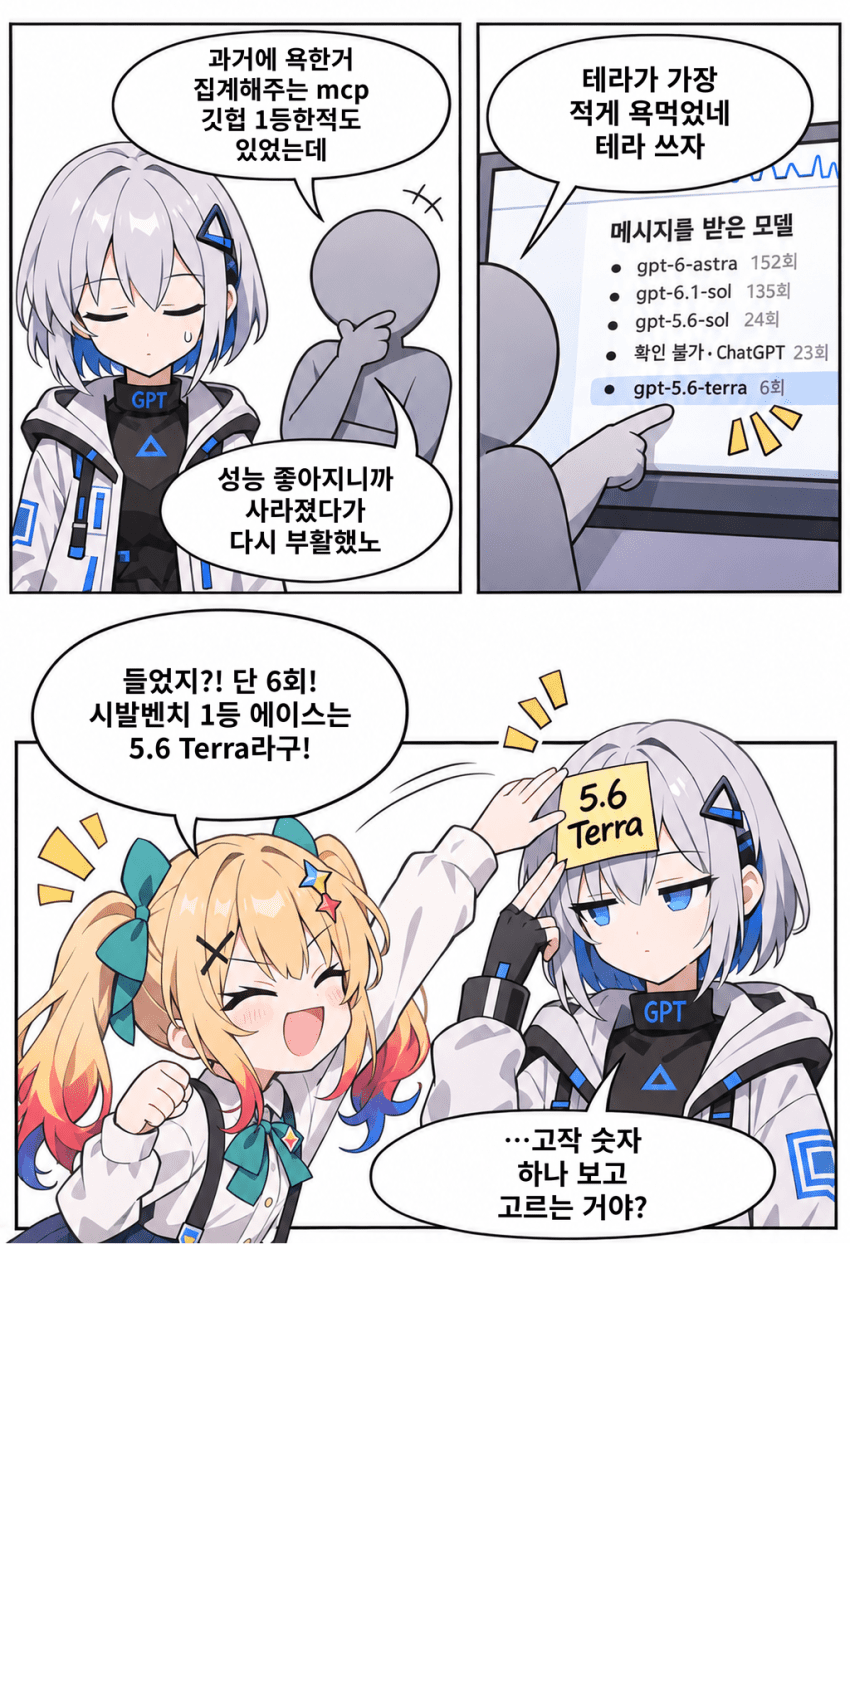 과거에 욕한거
집계해주는 mcp
깃헙 1등한적도
있었는데
GPT
성능 좋아지니까
사라졌다가
다시 부활했노
테라가 가장
적게 욕먹었네
테라 쓰자
메시지를 받은 모델
• gpt-6-astra 152회
• gpt-6.1-sol 135회
• gpt-5.6-sol 24회
• 확인 불가·ChatGPT 23회
• gpt-5.6-terra 6회
들었지?! 단 6회!
시발벤치 1등 에이스는
5.6 Terra라구!
5.6
Terra
GPT
…고작 숫자
하나 보고
고르는 거야?